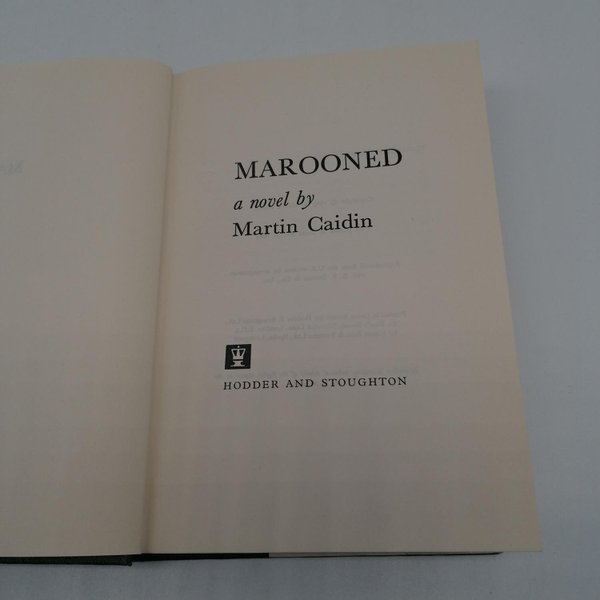 MAROONED
a novel by
Martin Caidin
HODDER AND STOUGHTON